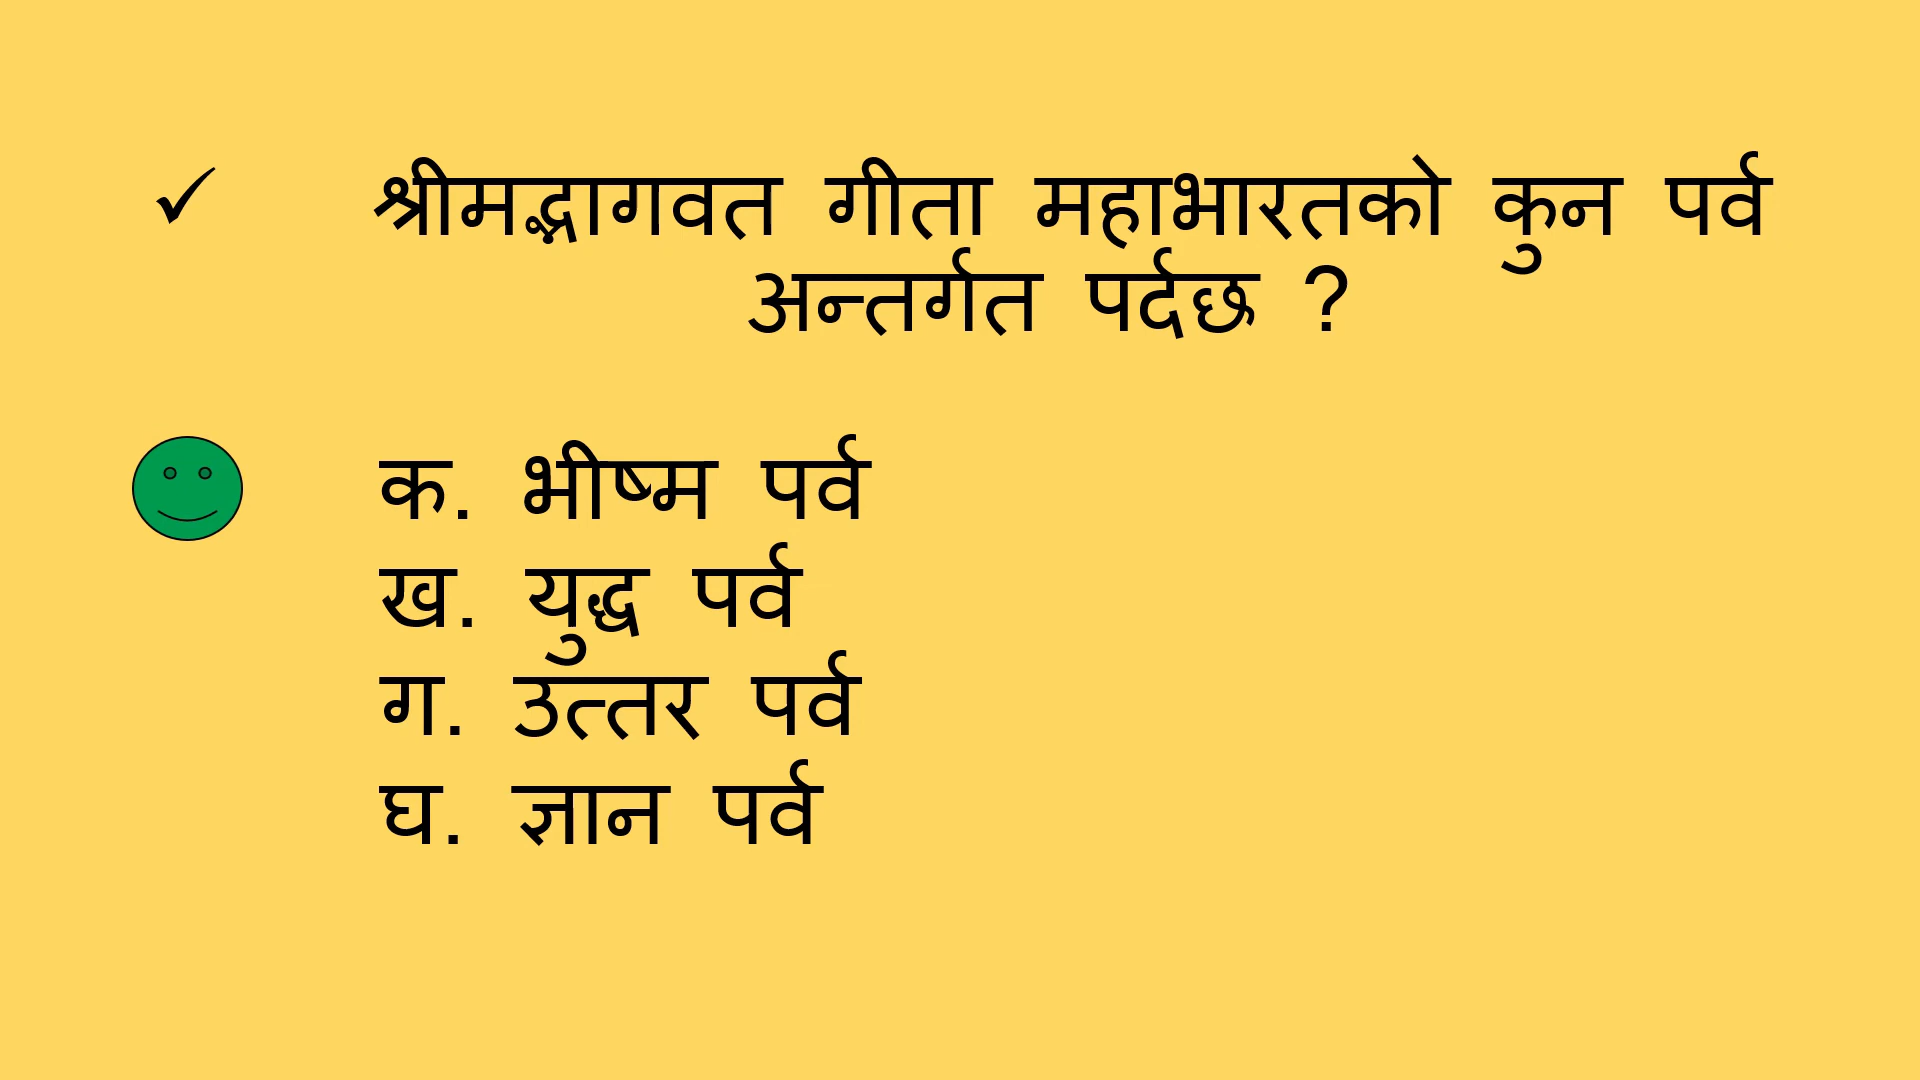 श्रीमद्भागवत गीता महाभारतको कुन पर्व
अन्तर्गत पर्दछ ?
क. भीष्म पर्व
ख. युद्ध पर्व
ग. उत्तर पर्व
घ. ज्ञान पर्व